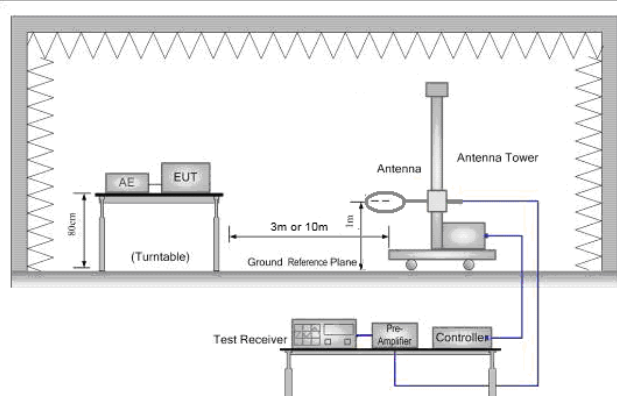 Antenna
Antenna Tower
AE
EUT
80cm
1m
3m or 10m
(Turntable)
Ground Reference Plane
Test Receiver
Pre-
Amplifier
Controller